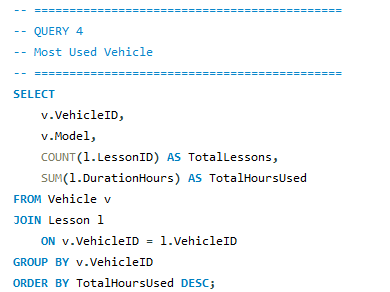 -- ============================================
-- QUERY 4
-- Most Used Vehicle
-- ============================================
SELECT
    v.VehicleID,
    v.Model,
    COUNT(l.LessonID) AS TotalLessons,
    SUM(l.DurationHours) AS TotalHoursUsed
FROM Vehicle v
JOIN Lesson l
    ON v.VehicleID = l.VehicleID
GROUP BY v.VehicleID
ORDER BY TotalHoursUsed DESC;